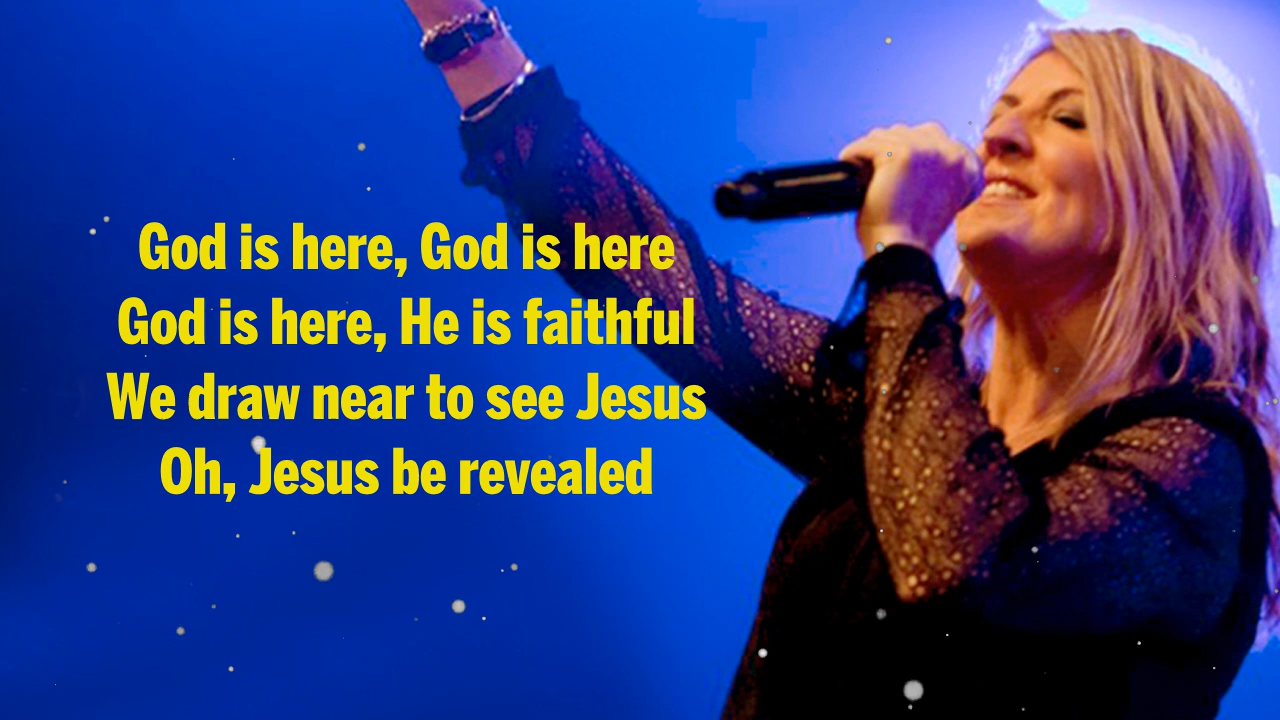 God is here, God is here
God is here, He is faithful
We draw near to see Jesus
Oh, Jesus be revealed